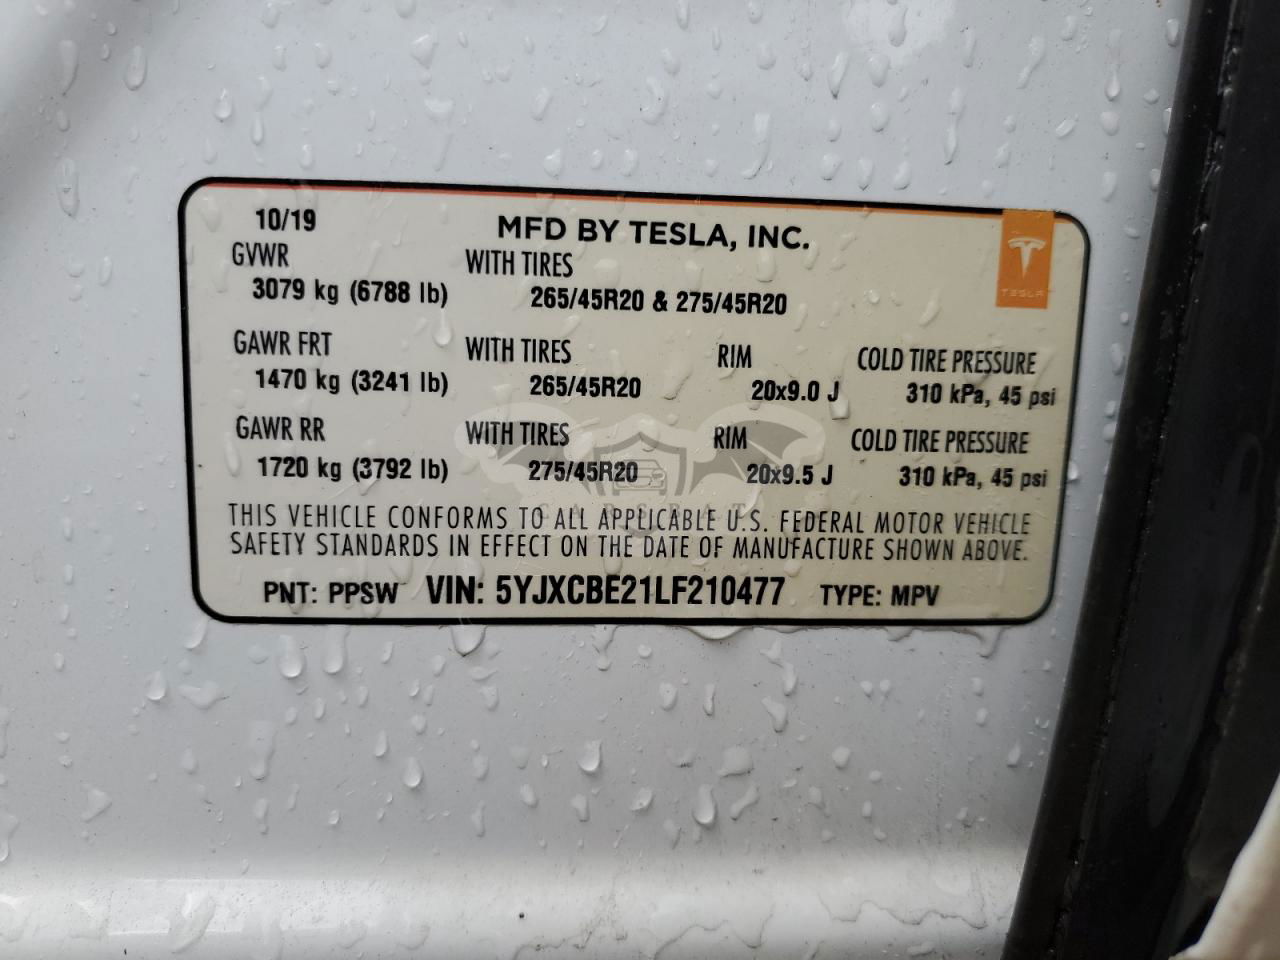 10/19 MFD BY TESLA, INC.
GVWR WITH TIRES
3079 kg (6788 lb) 265/45R20 & 275/45R20
TESLA
GAWR FRT WITH TIRES RIM COLD TIRE PRESSURE
1470 kg (3241 lb) 265/45R20 20x9.0 J 310 kPa, 45 psi
GAWR RR WITH TIRES RIM COLD TIRE PRESSURE
1720 kg (3792 lb) 275/45R20 20x9.5 J 310 kPa, 45 psi
CARSBAT
THIS VEHICLE CONFORMS TO ALL APPLICABLE U.S. FEDERAL MOTOR VEHICLE
SAFETY STANDARDS IN EFFECT ON THE DATE OF MANUFACTURE SHOWN ABOVE.
PNT: PPSW VIN: 5YJXCBE21LF210477 TYPE: MPV